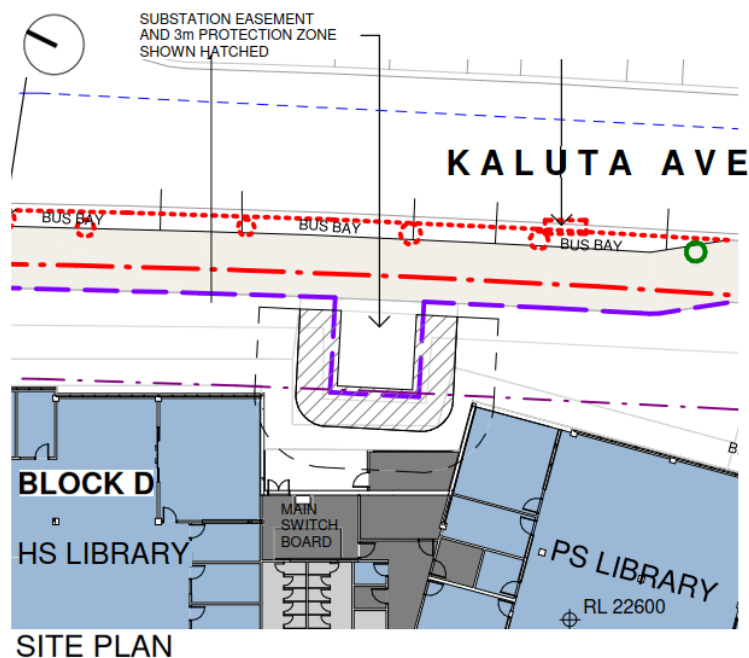 SUBSTATION EASEMENT
AND 3m PROTECTION ZONE
SHOWN HATCHED
KALUTA AVE
BUS BAY
BUS BAY
BUS BAY
BLOCK D
MAIN
SWITCH
BOARD
HS LIBRARY
PS LIBRARY
RL 22600
SITE PLAN